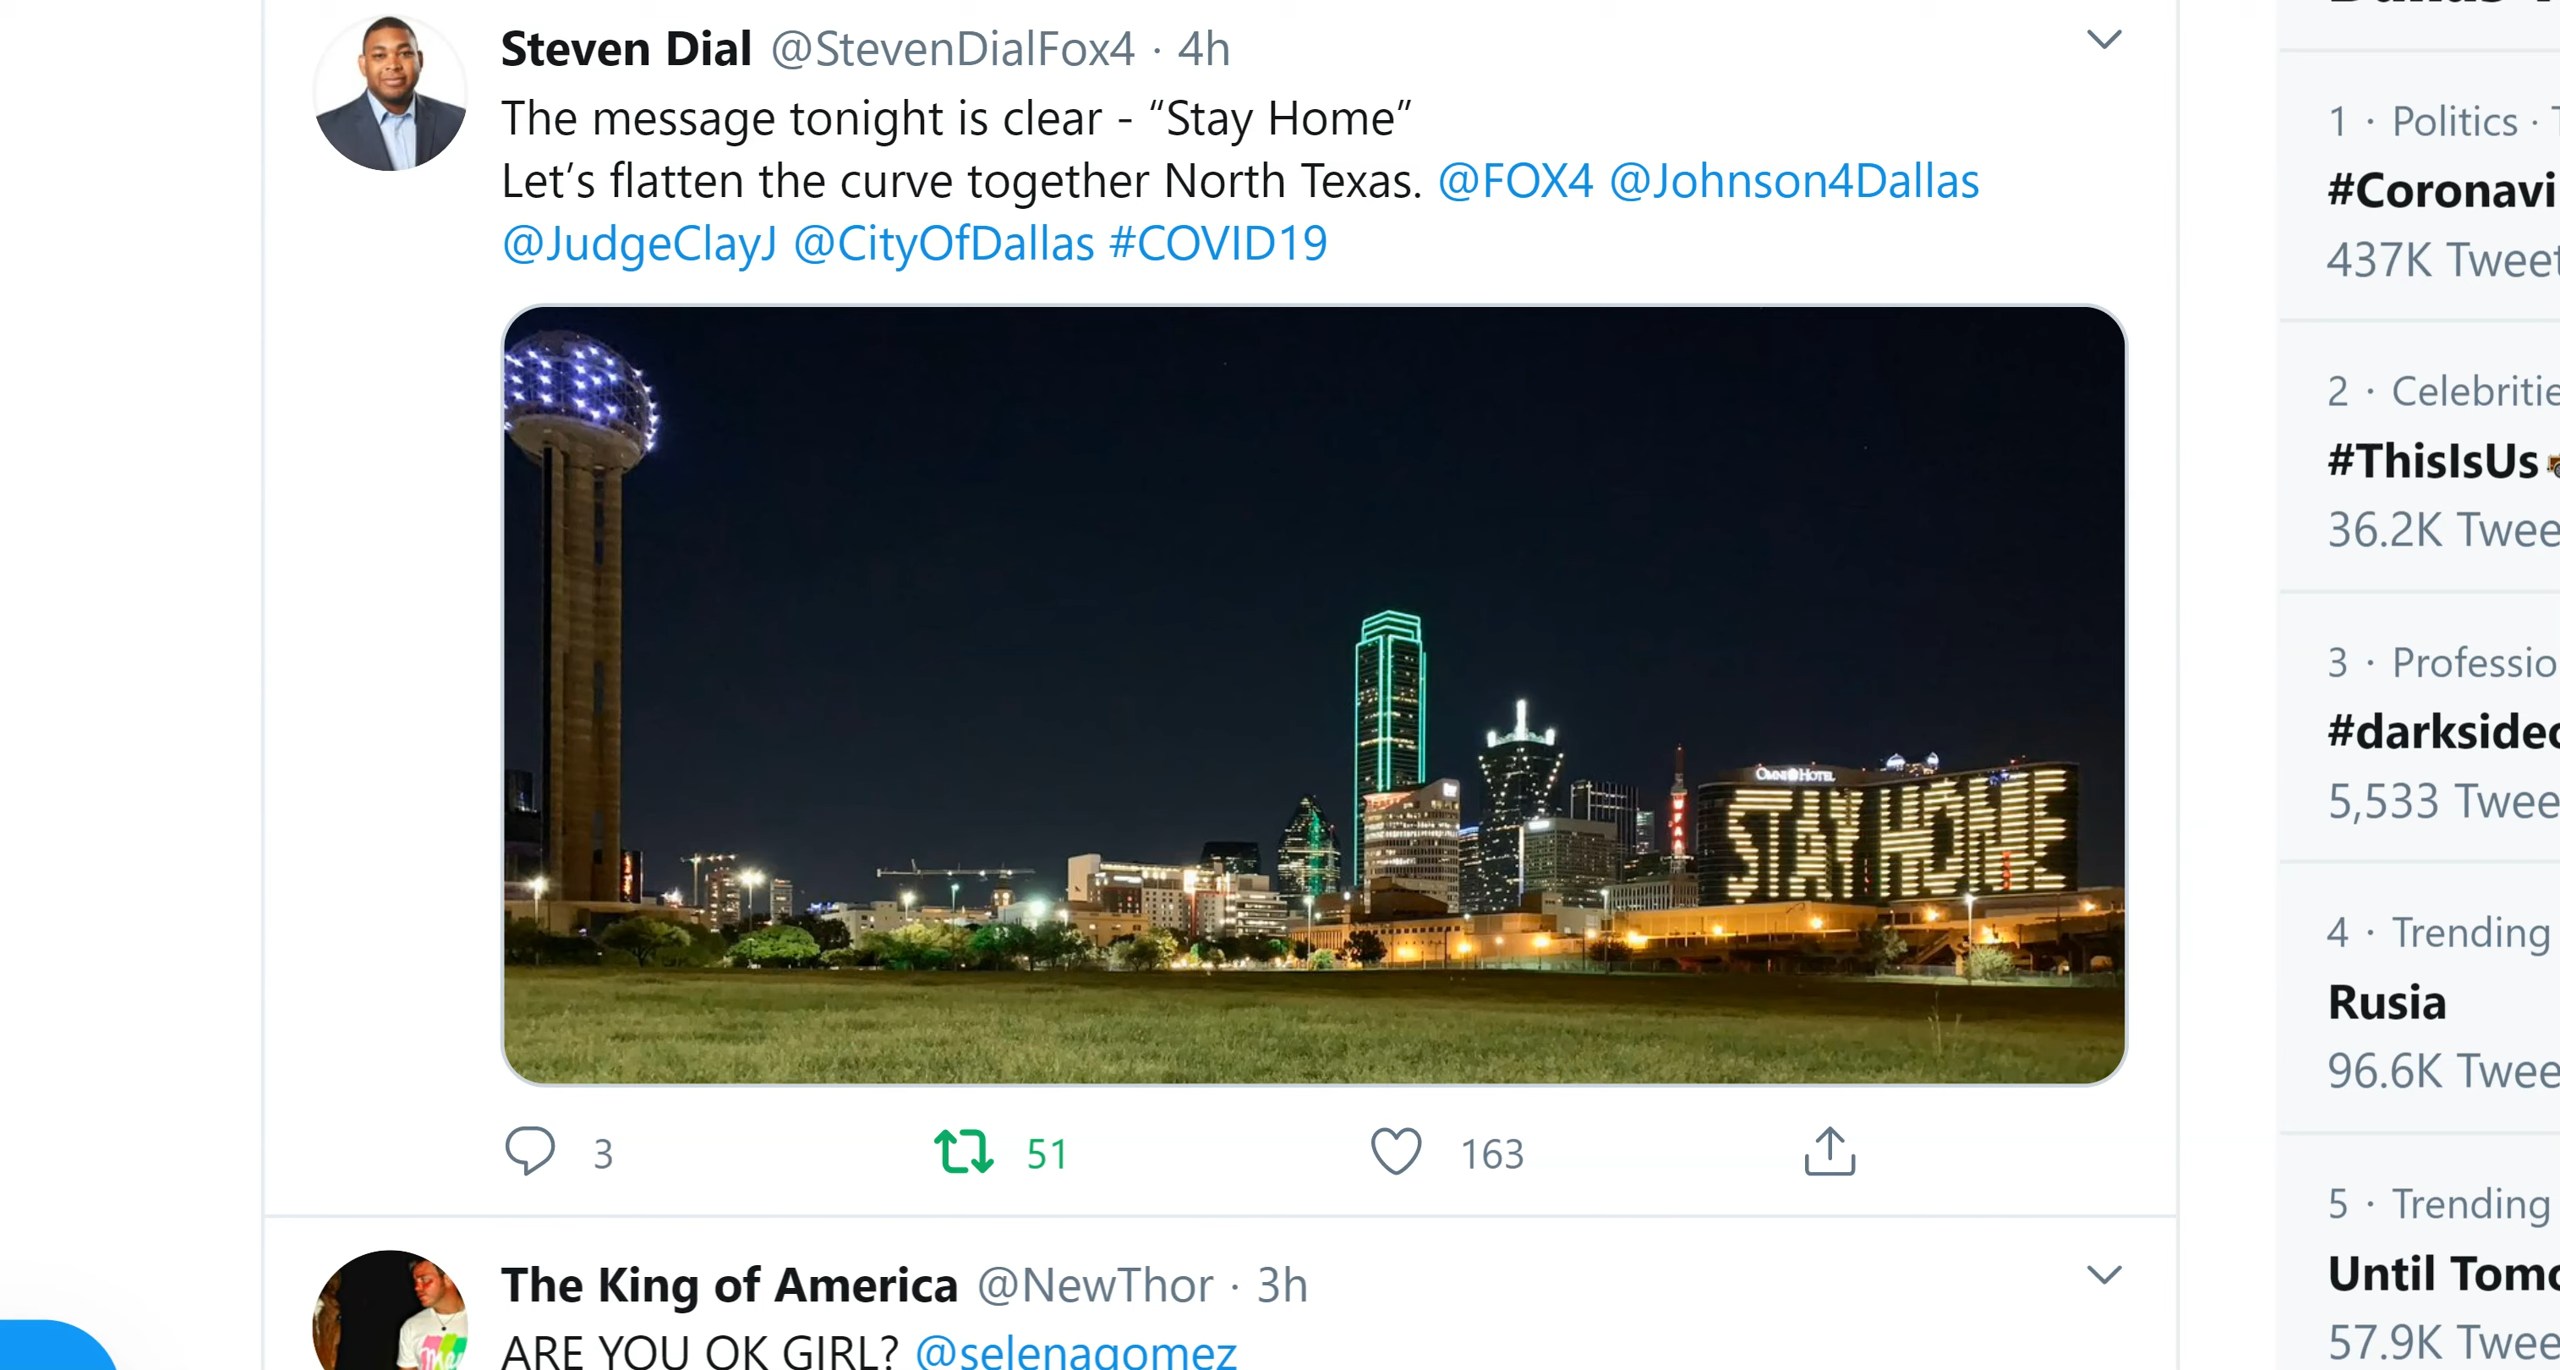 Steven Dial @StevenDialFox4 · 4h
The message tonight is clear - “Stay Home”
Let’s flatten the curve together North Texas. @FOX4 @Johnson4Dallas
@JudgeClayJ @CityOfDallas #COVID19
OMNI HOTEL
STAY HOME
3 51 163
The King of America @NewThor · 3h
ARE YOU OK GIRL? @selenagomez
1 · Politics ·
#Coronavi
437K Tweet
2 · Celebritie
#ThisIsUs
36.2K Twee
3 · Professio
#darksideo
5,533 Twee
4 · Trending
Rusia
96.6K Twee
5 · Trending
Until Tomo
57.9K Twee